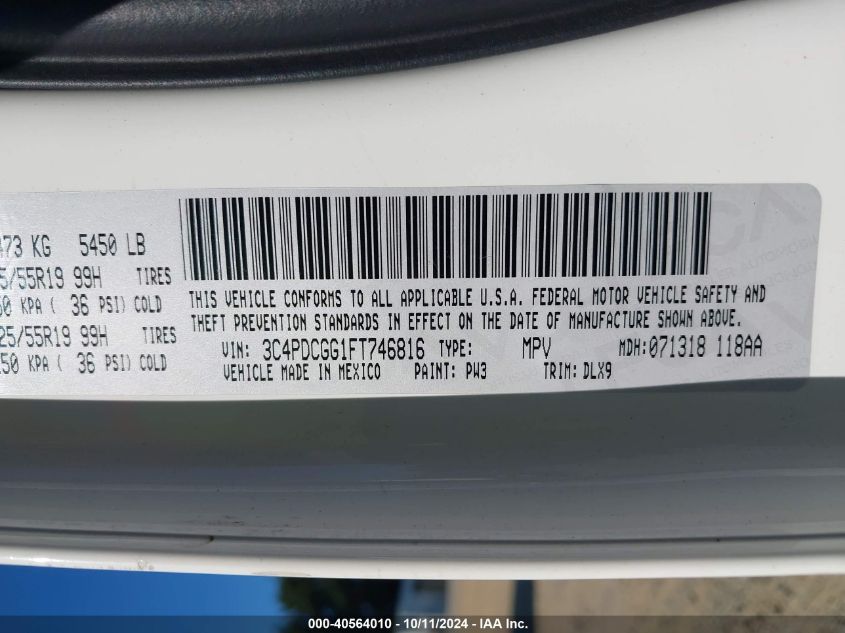 473 KG 5450 LB
5/55R19 99H TIRES
50 KPA ( 36 PSI) COLD
25/55R19 99H TIRES
250 KPA ( 36 PSI) COLD
THIS VEHICLE CONFORMS TO ALL APPLICABLE U.S.A. FEDERAL MOTOR VEHICLE SAFETY AND
THEFT PREVENTION STANDARDS IN EFFECT ON THE DATE OF MANUFACTURE SHOWN ABOVE.
VIN: 3C4PDCGG1FT746816 TYPE: MPV MDH:071318 118AA
VEHICLE MADE IN MEXICO PAINT: PW3 TRIM: DLX9
000-40564010 - 10/11/2024 - IAA Inc.